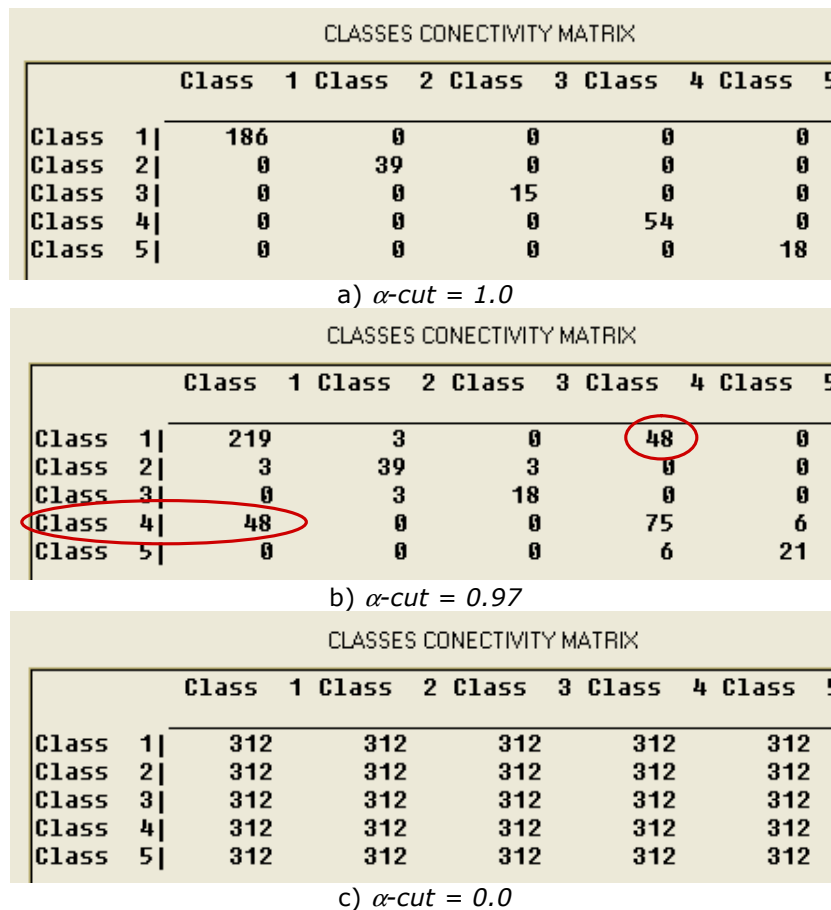 CLASSES CONECTIVITY MATRIX
Class 1 Class 2 Class 3 Class 4 Class 5
Class 1| 186 0 0 0 0
Class 2| 0 39 0 0 0
Class 3| 0 0 15 0 0
Class 4| 0 0 0 54 0
Class 5| 0 0 0 0 18
a) α-cut = 1.0
CLASSES CONECTIVITY MATRIX
Class 1 Class 2 Class 3 Class 4 Class 5
Class 1| 219 3 0 48 0
Class 2| 3 39 3 0 0
Class 3| 0 3 18 0 0
Class 4| 48 0 0 75 6
Class 5| 0 0 0 6 21
b) α-cut = 0.97
CLASSES CONECTIVITY MATRIX
Class 1 Class 2 Class 3 Class 4 Class 5
Class 1| 312 312 312 312 312
Class 2| 312 312 312 312 312
Class 3| 312 312 312 312 312
Class 4| 312 312 312 312 312
Class 5| 312 312 312 312 312
c) α-cut = 0.0